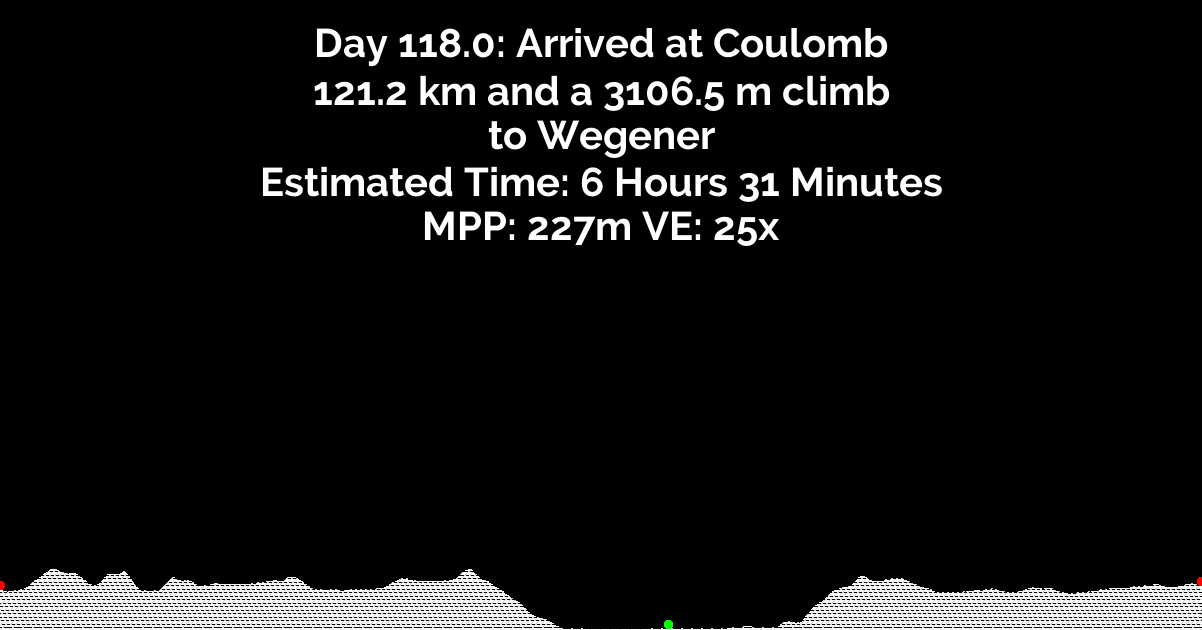 Day 118.0: Arrived at Coulomb
121.2 km and a 3106.5 m climb
to Wegener
Estimated Time: 6 Hours 31 Minutes
MPP: 227m VE: 25x